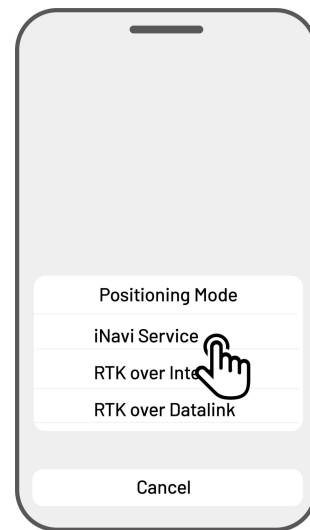 Positioning Mode
iNavi Service
RTK over Inte
RTK over Datalink
Cancel